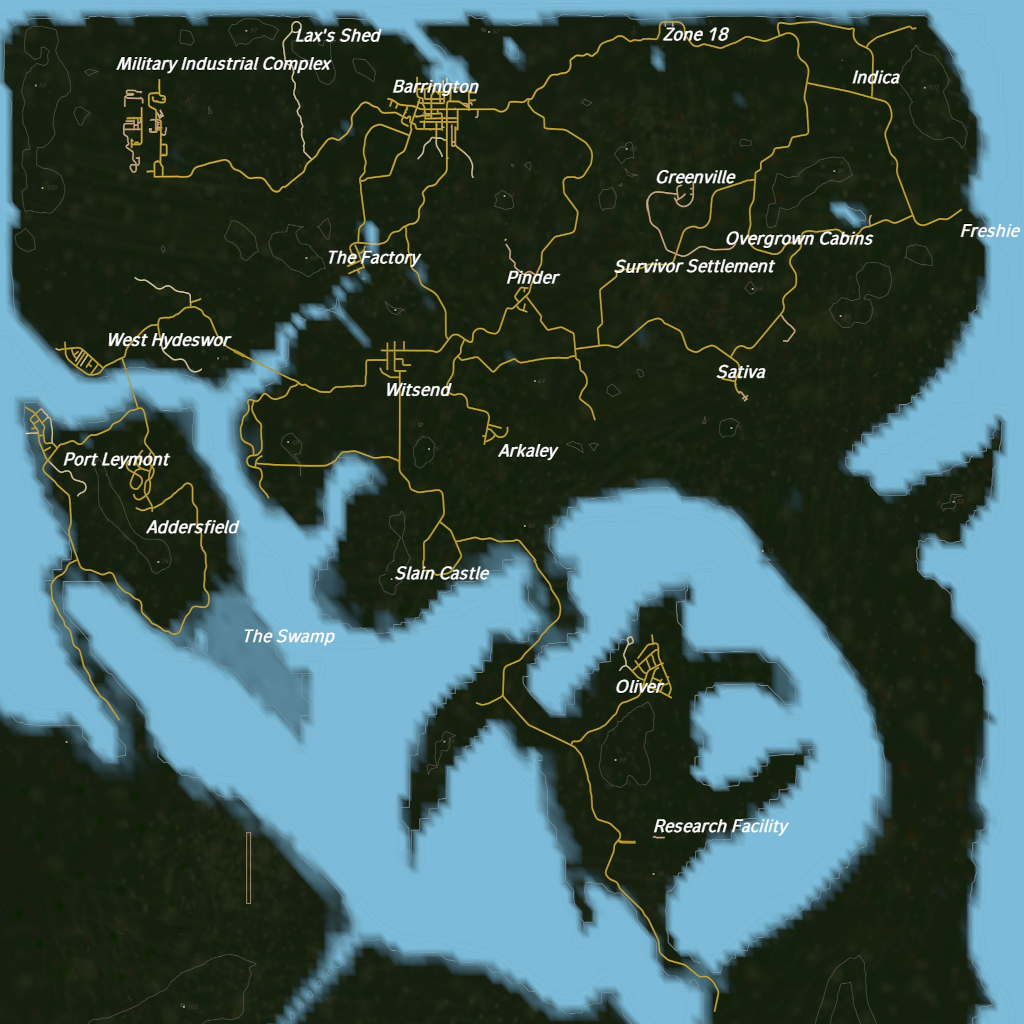 Zone 18
Lax's Shed
Military Industrial Complex
Indica
Barrington
Greenville
Freshie
Overgrown Cabins
The Factory
Survivor Settlement
Pinder
West Hydeswor
Sativa
Witsend
Arkaley
Port Leymont
Addersfield
Slain Castle
The Swamp
Oliver
Research Facility